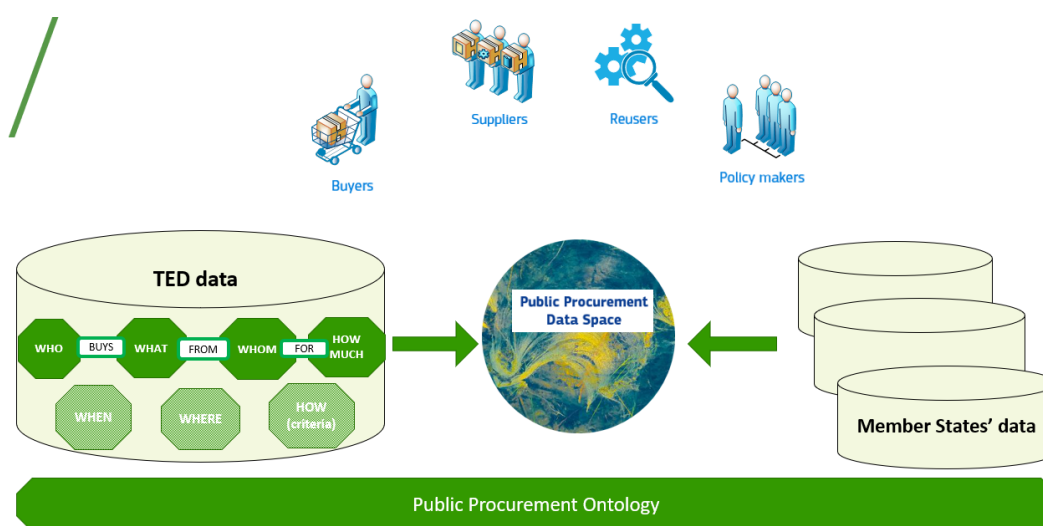 Suppliers
Reusers
Buyers
Policy makers
TED data
WHO
BUYS
WHAT
FROM
WHOM
FOR
HOW
MUCH
WHEN
WHERE
HOW
(criteria)
Public Procurement
Data Space
Member States’ data
Public Procurement Ontology